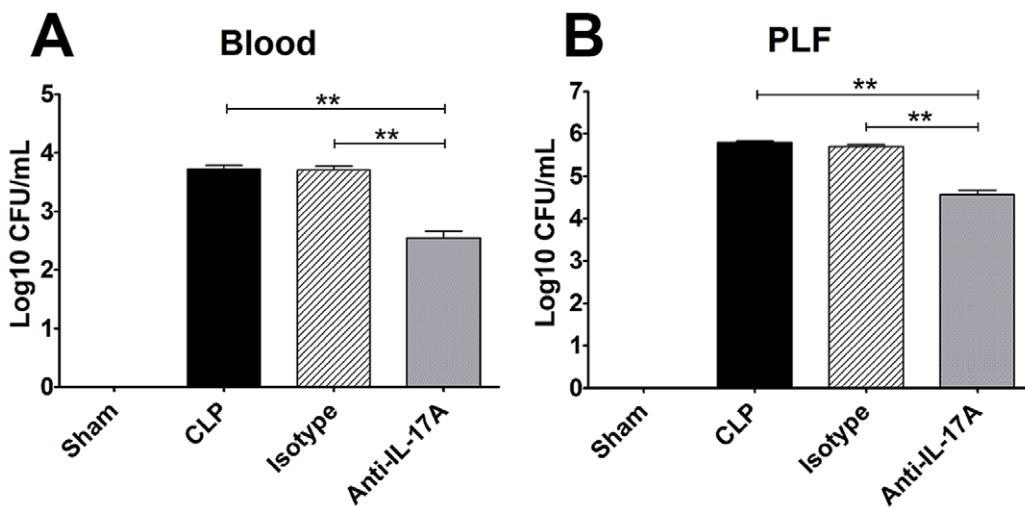 A
Blood
Log10 CFU/mL
5
4
3
2
1
0
**
**
Sham
CLP
Isotype
Anti-IL-17A
B
PLF
Log10 CFU/mL
7
6
5
4
3
2
1
0
**
**
Sham
CLP
Isotype
Anti-IL-17A